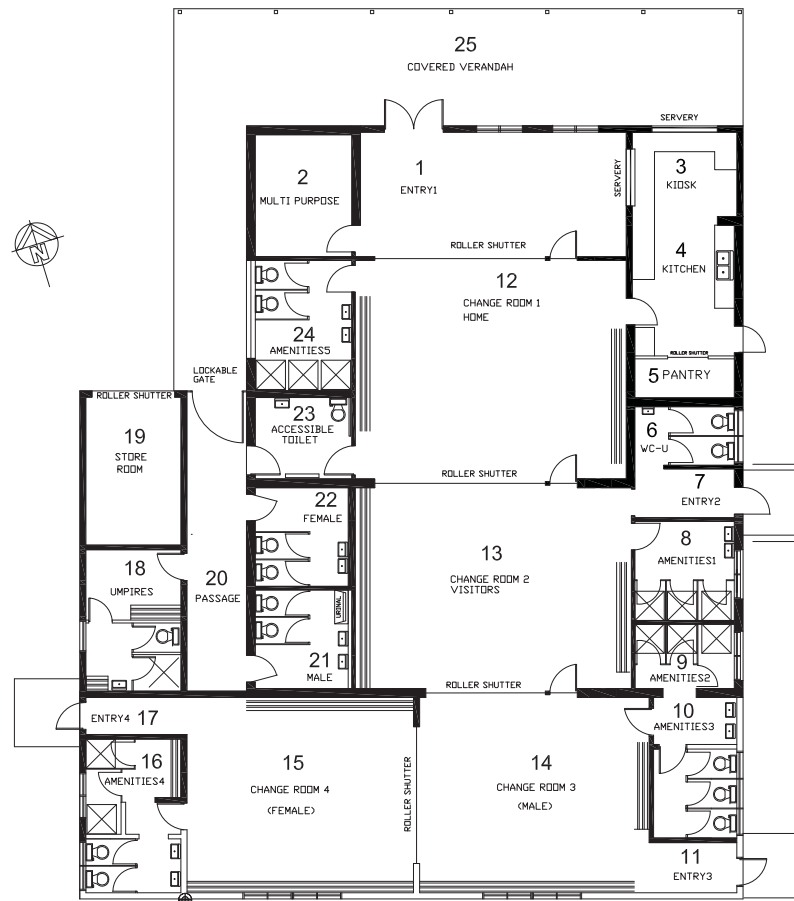 25
COVERED VERANDAH
SERVERY
1
ENTRY1
2
MULTI PURPOSE
SERVERY
3
KIOSK
ROLLER SHUTTER
4
KITCHEN
N
12
CHANGE ROOM 1
HOME
24
AMENITIES5
ROLLER SHUTTER
5 PANTRY
LOCKABLE
GATE
ROLLER SHUTTER
23
ACCESSIBLE
TOILET
19
STORE
ROOM
6
WC-U
ROLLER SHUTTER
7
ENTRY2
22
FEMALE
8
AMENITIES1
13
CHANGE ROOM 2
VISITORS
18
UMPIRES
20
PASSAGE
URINAL
21
MALE
9
AMENITIES2
ROLLER SHUTTER
10
AMENITIES3
ENTRY4 17
16
AMENITIES4
15
CHANGE ROOM 4
(FEMALE)
ROLLER SHUTTER
14
CHANGE ROOM 3
(MALE)
11
ENTRY3